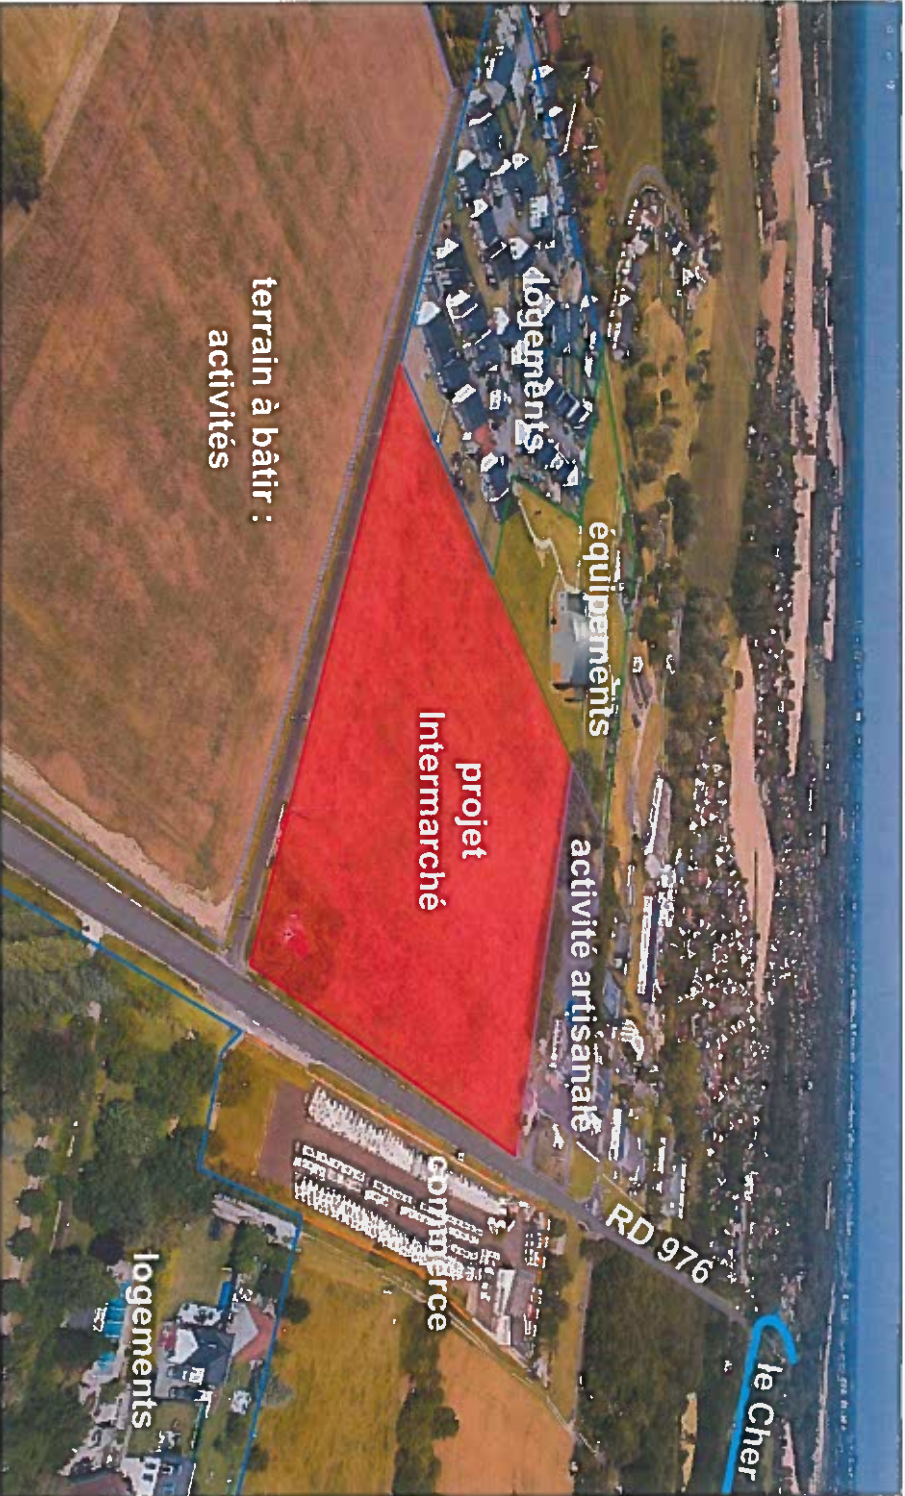 logements
équipements
activité artisanale
RD 976
le Cher
terrain à bâtir :
activités
projet
Intermarché
commerce
logements